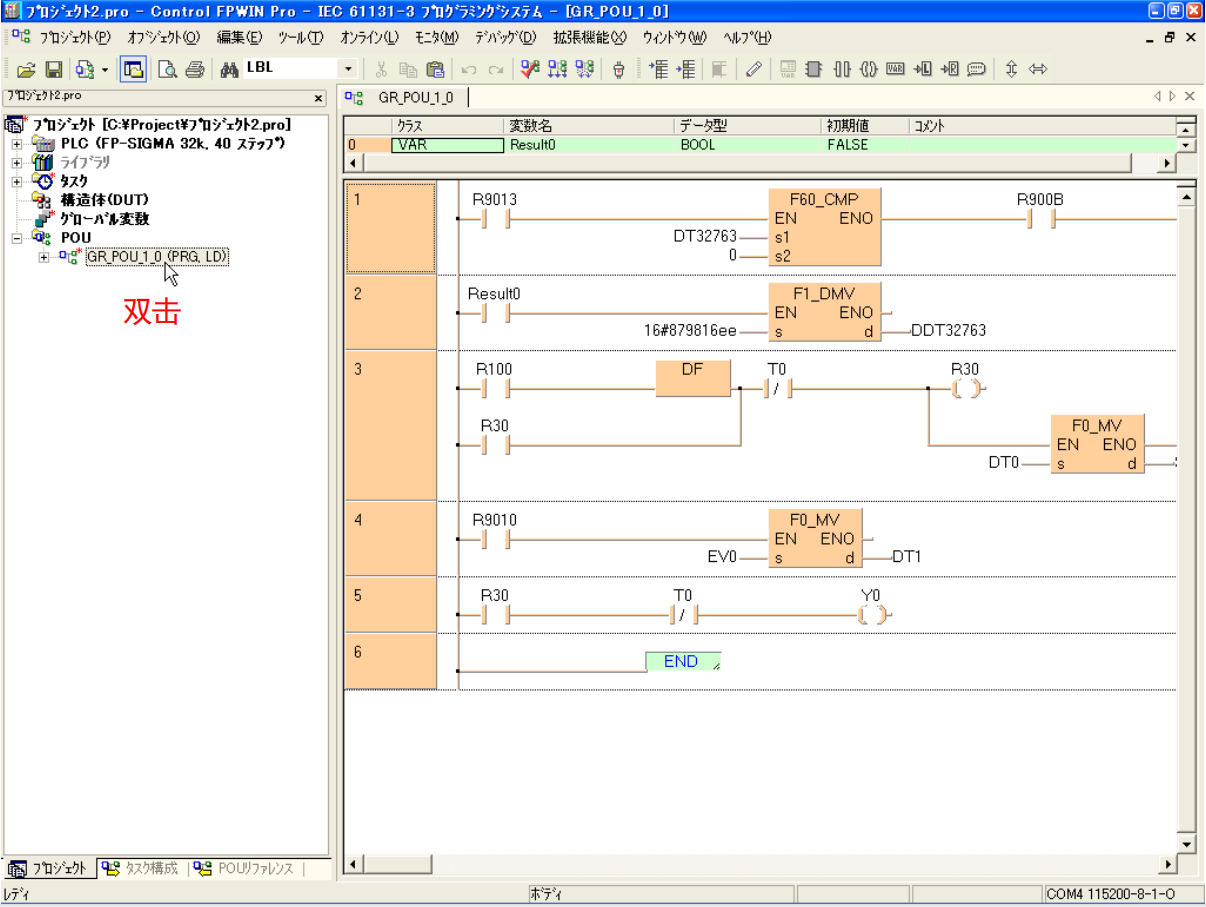 プロジェクト2.pro - Control FPWIN Pro - IEC 61131-3 プログラミングシステム - [GR_POU_1_0]
プロジェクト(P) オブジェクト(O) 編集(E) ツール(T) オンライン(L) モニタ(M) デバッグ(D) 拡張機能(X) ウィンドウ(W) ヘルプ(H)
LBL
プロジェクト2.pro
GR_POU_1_0
プロジェクト [C:¥Project¥プロジェクト2.pro]
PLC (FP-SIGMA 32k, 40 ステップ)
ライブラリ
タスク
構造体(DUT)
グローバル変数
POU
GR_POU_1_0 (PRG, LD)
双击
クラス 変数名 データ型 初期値 コメント
0 VAR Result0 BOOL FALSE
1
R9013 F60_CMP R900B
EN ENO
DT32763 s1
0 s2
2
Result0 F1_DMV
EN ENO
16#879816ee s d DDT32763
3
R100 DF T0 R30
R30 F0_MV
EN ENO
DT0 s d
4
R9010 F0_MV
EN ENO
EV0 s d DT1
5
R30 T0 Y0
6
END
プロジェクト タスク構成 POUリファレンス
レディ ボディ COM4 115200-8-1-O